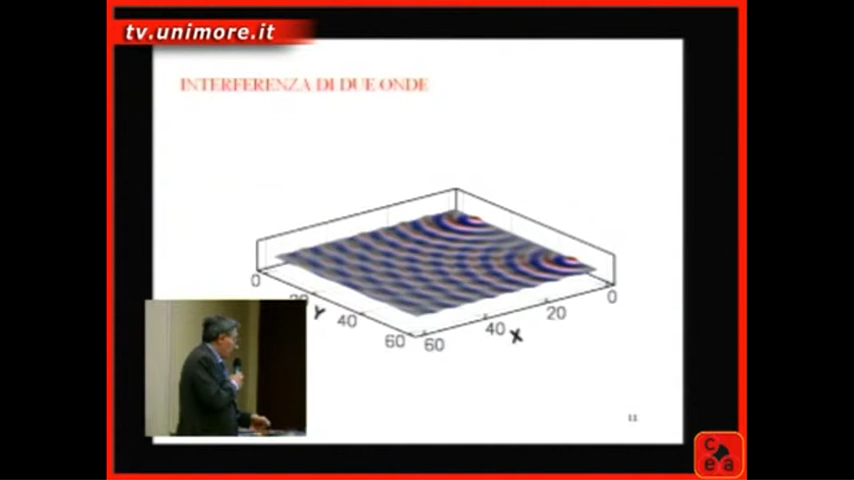 tv.unimore.it
INTERFERENZA DI DUE ONDE
0
20
Y
40
60
60
40
X
20
0
11
c
e a